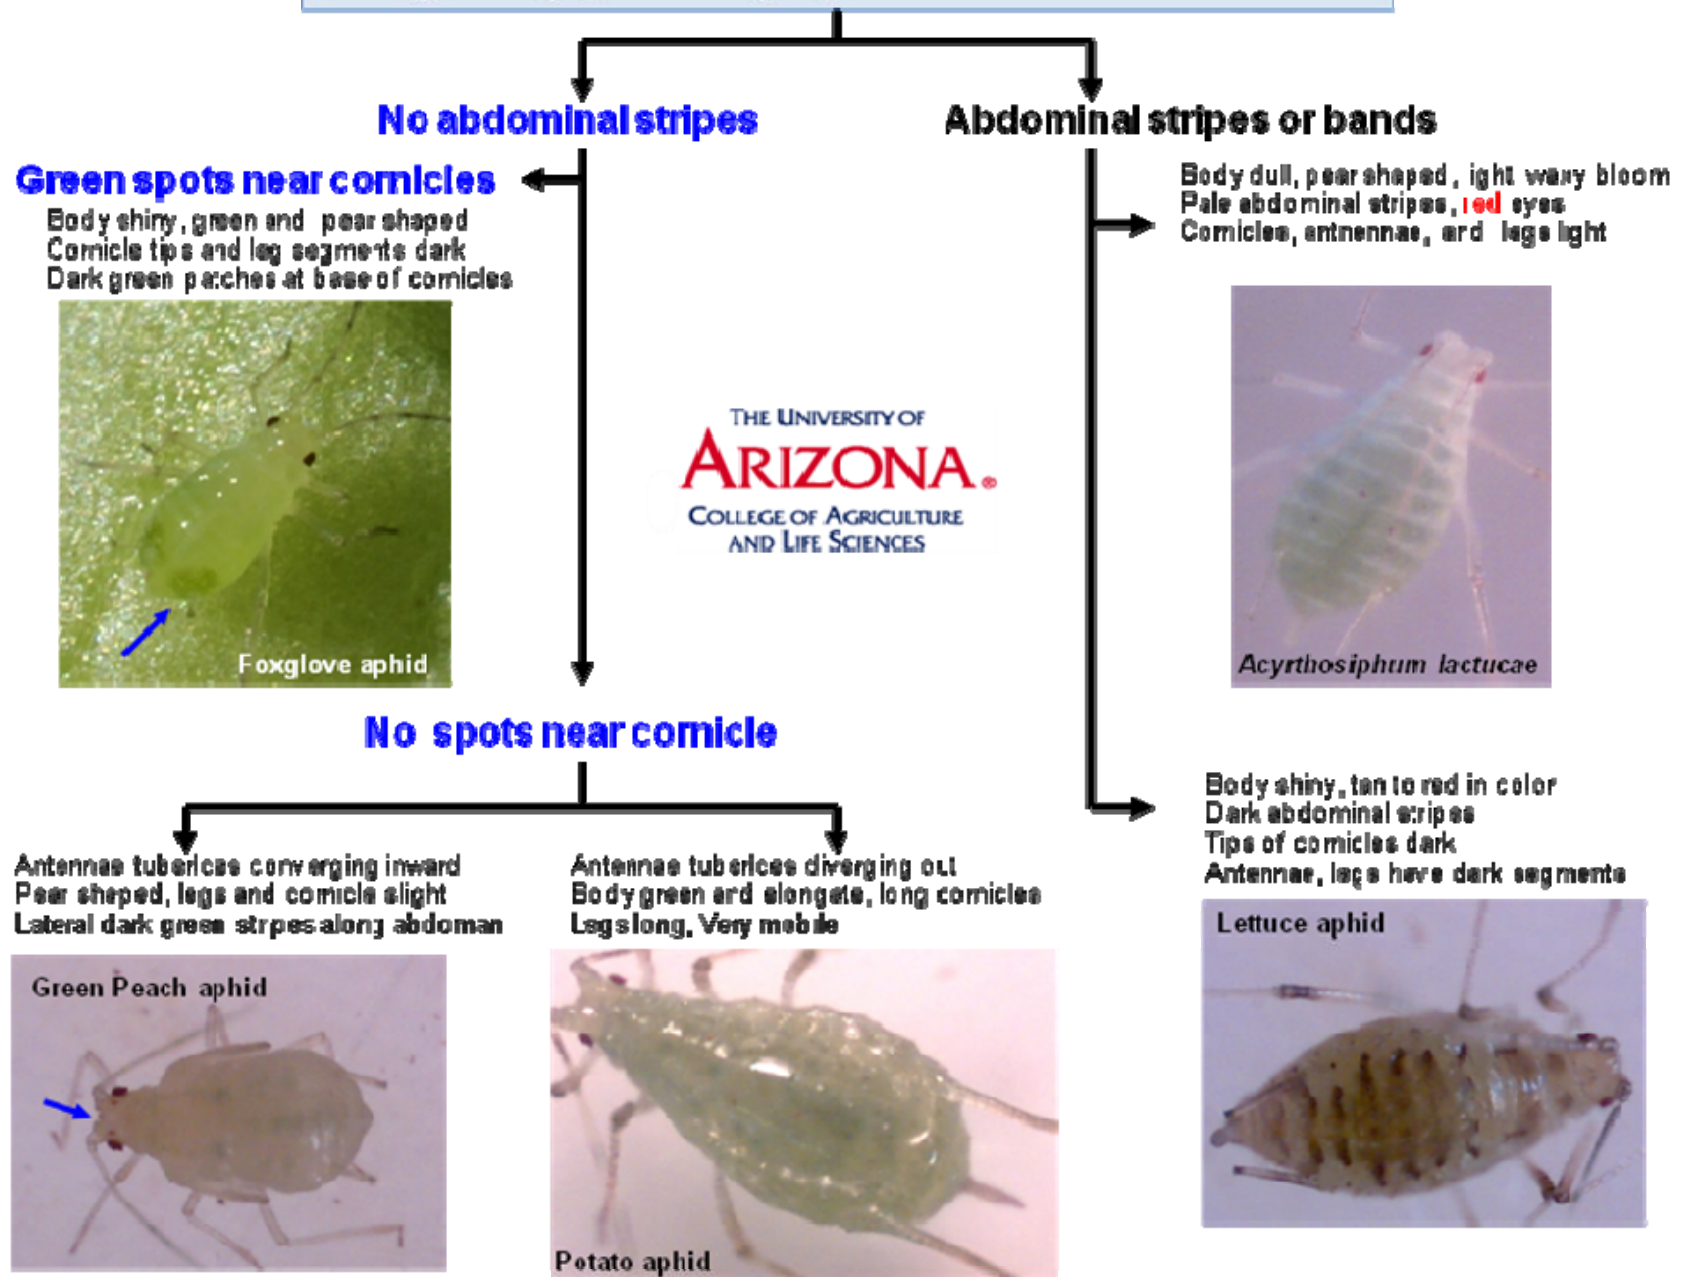 No abdominal stripes
Abdominal stripes or bands
Green spots near cornicles
Body shiny, green and pear shaped
Cornicle tips and leg segments dark
Dark green patches at base of cornicles
Foxglove aphid
Body dull, pear shaped, ight waxy bloom
Pale abdominal stripes, red eyes
Cornicles, antnennae, and legs light
Acyrthosiphum lactucae
THE UNIVERSITY OF
ARIZONA®
COLLEGE OF AGRICULTURE
AND LIFE SCIENCES
No spots near cornicle
Antennae tuberlces converging inward
Pear shaped, legs and cornicle slight
Lateral dark green stripes along abdoman
Green Peach aphid
Antennae tuberlces diverging out
Body green and elongate, long cornicles
Legs long, Very mobile
Potato aphid
Body shiny, tan to red in color
Dark abdominal stripes
Tips of cornicles dark
Antennae, legs have dark segments
Lettuce aphid